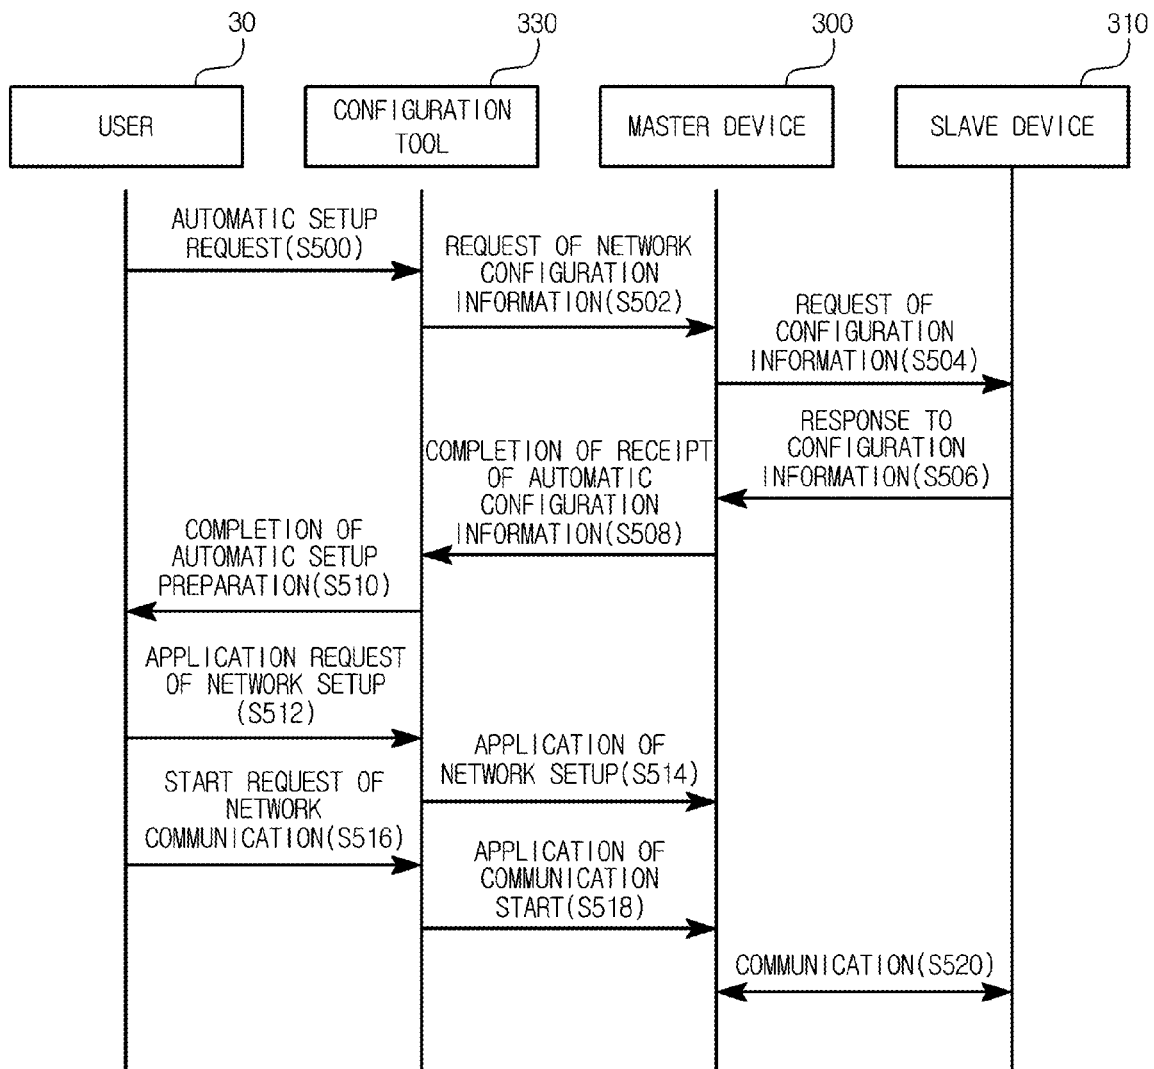 30
330
300
310
USER
CONFIGURATION
TOOL
MASTER DEVICE
SLAVE DEVICE
AUTOMATIC SETUP
REQUEST(S500)
REQUEST OF NETWORK
CONFIGURATION
INFORMATION(S502)
REQUEST OF
CONFIGURATION
INFORMATION(S504)
RESPONSE TO
CONFIGURATION
INFORMATION(S506)
COMPLETION OF RECEIPT
OF AUTOMATIC
CONFIGURATION
INFORMATION(S508)
COMPLETION OF
AUTOMATIC SETUP
PREPARATION(S510)
APPLICATION REQUEST
OF NETWORK SETUP
(S512)
APPLICATION OF
NETWORK SETUP(S514)
START REQUEST OF
NETWORK
COMMUNICATION(S516)
APPLICATION OF
COMMUNICATION
START(S518)
COMMUNICATION(S520)